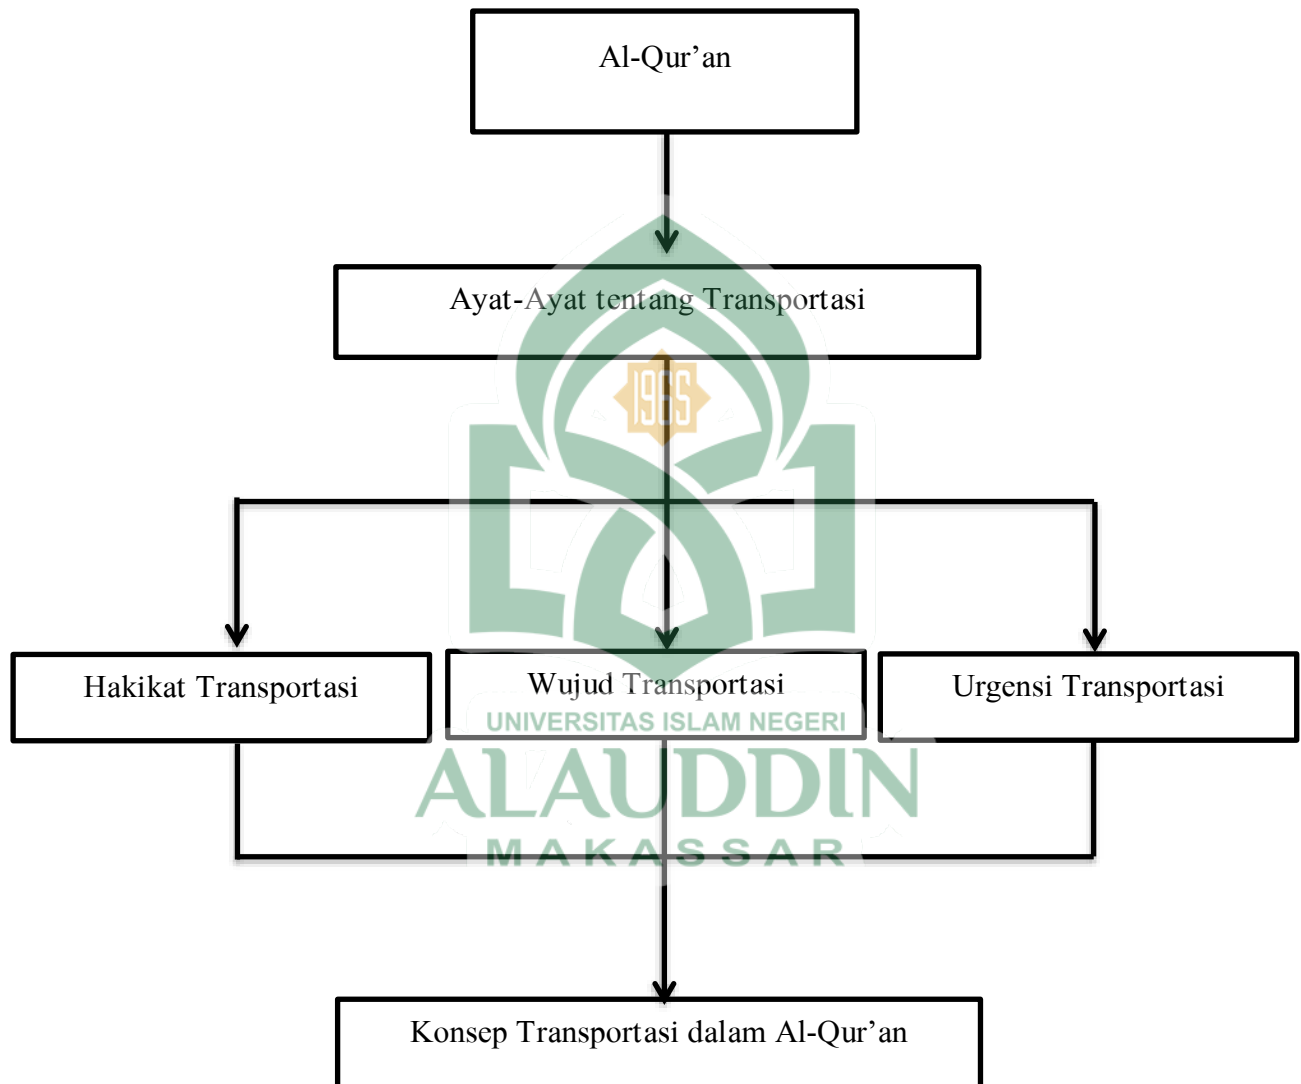 Al-Qur’an
Ayat-Ayat tentang Transportasi
1965
Hakikat Transportasi
Wujud Transportasi
Urgensi Transportasi
UNIVERSITAS ISLAM NEGERI
ALAUDDIN
MAKASSAR
Konsep Transportasi dalam Al-Qur’an